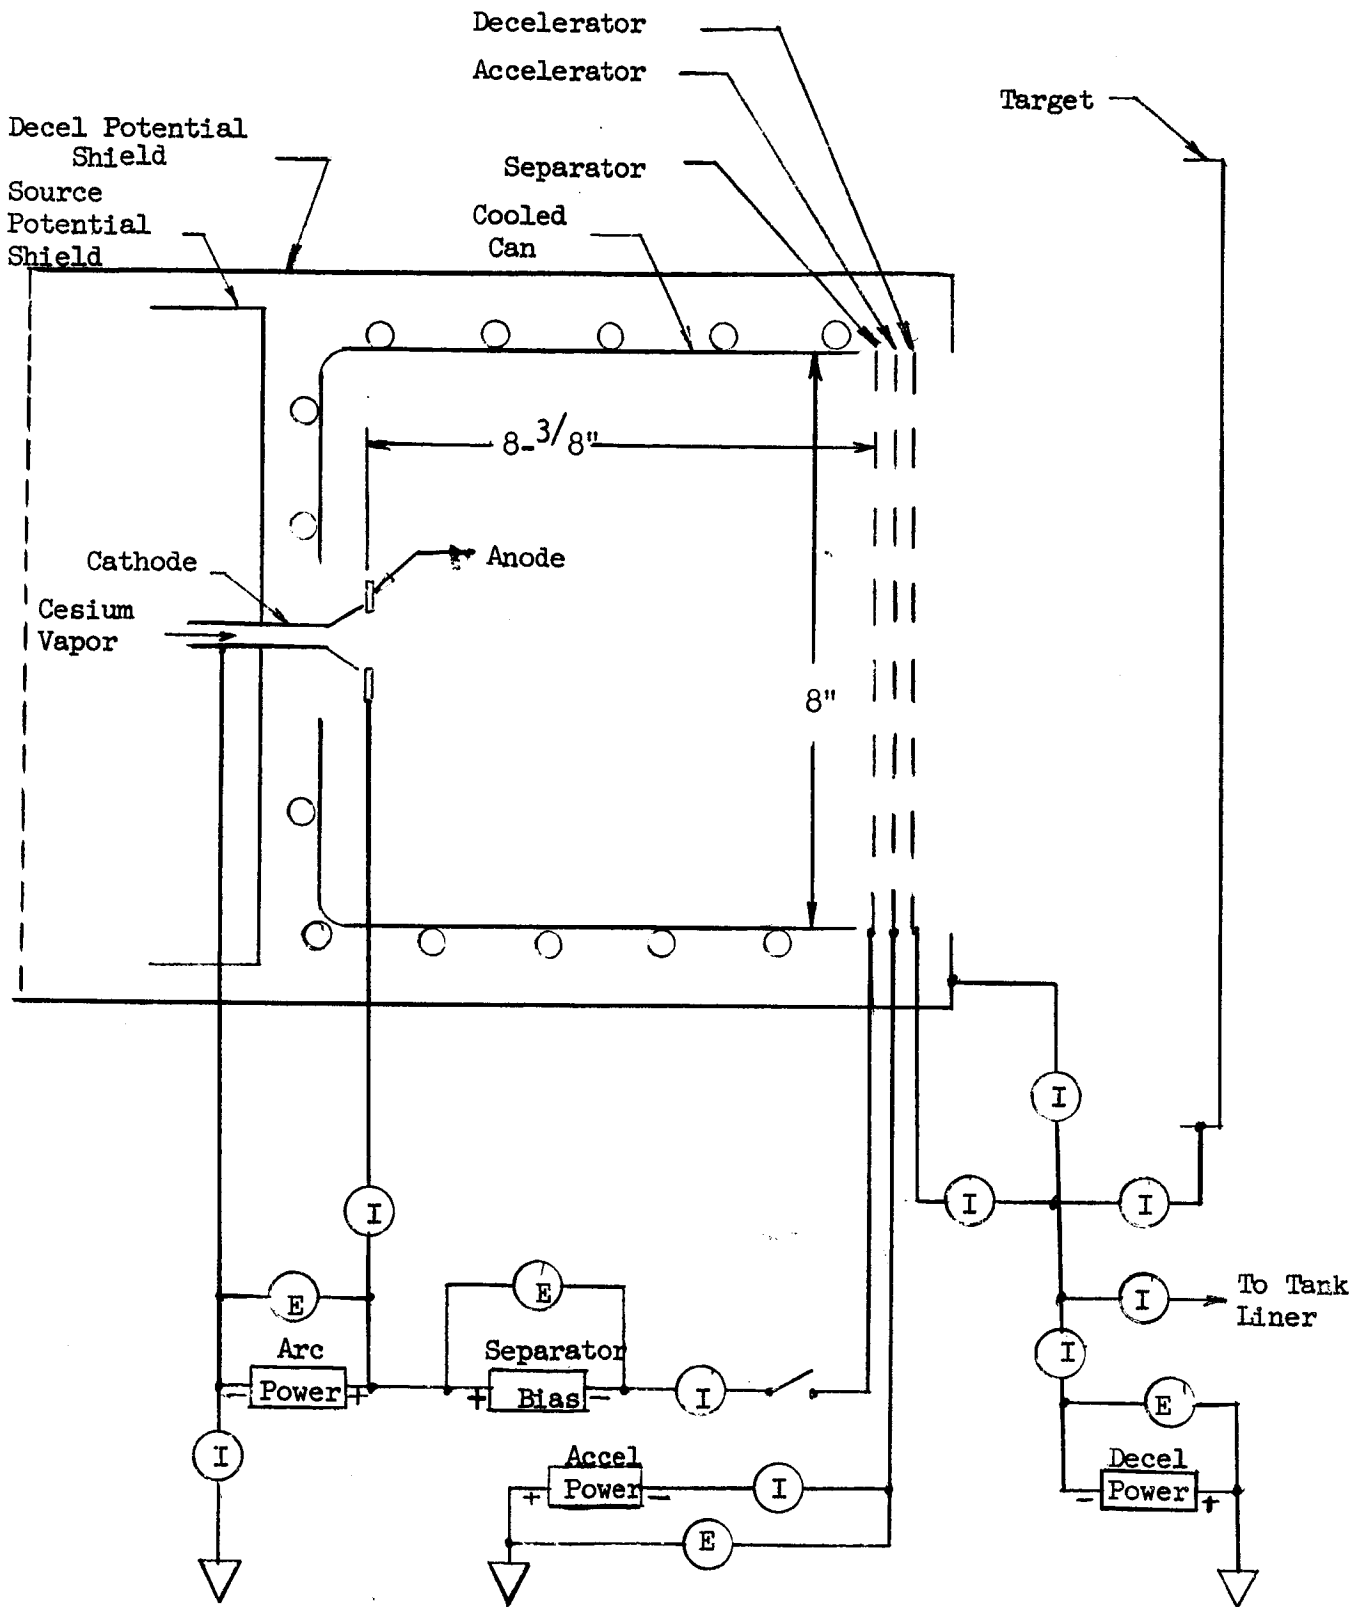 Decelerator
Accelerator
Target
Decel Potential
Shield
Separator
Source
Potential
Shield
Cooled
Can
8-3/8"
Anode
Cathode
Cesium
Vapor
8"
I
I
I
I
E
E
I
To Tank
Liner
I
Arc
Power
- +
Separator
Bias
+ -
I
E
I
Accel
Power
+ -
I
Decel
Power
- +
E